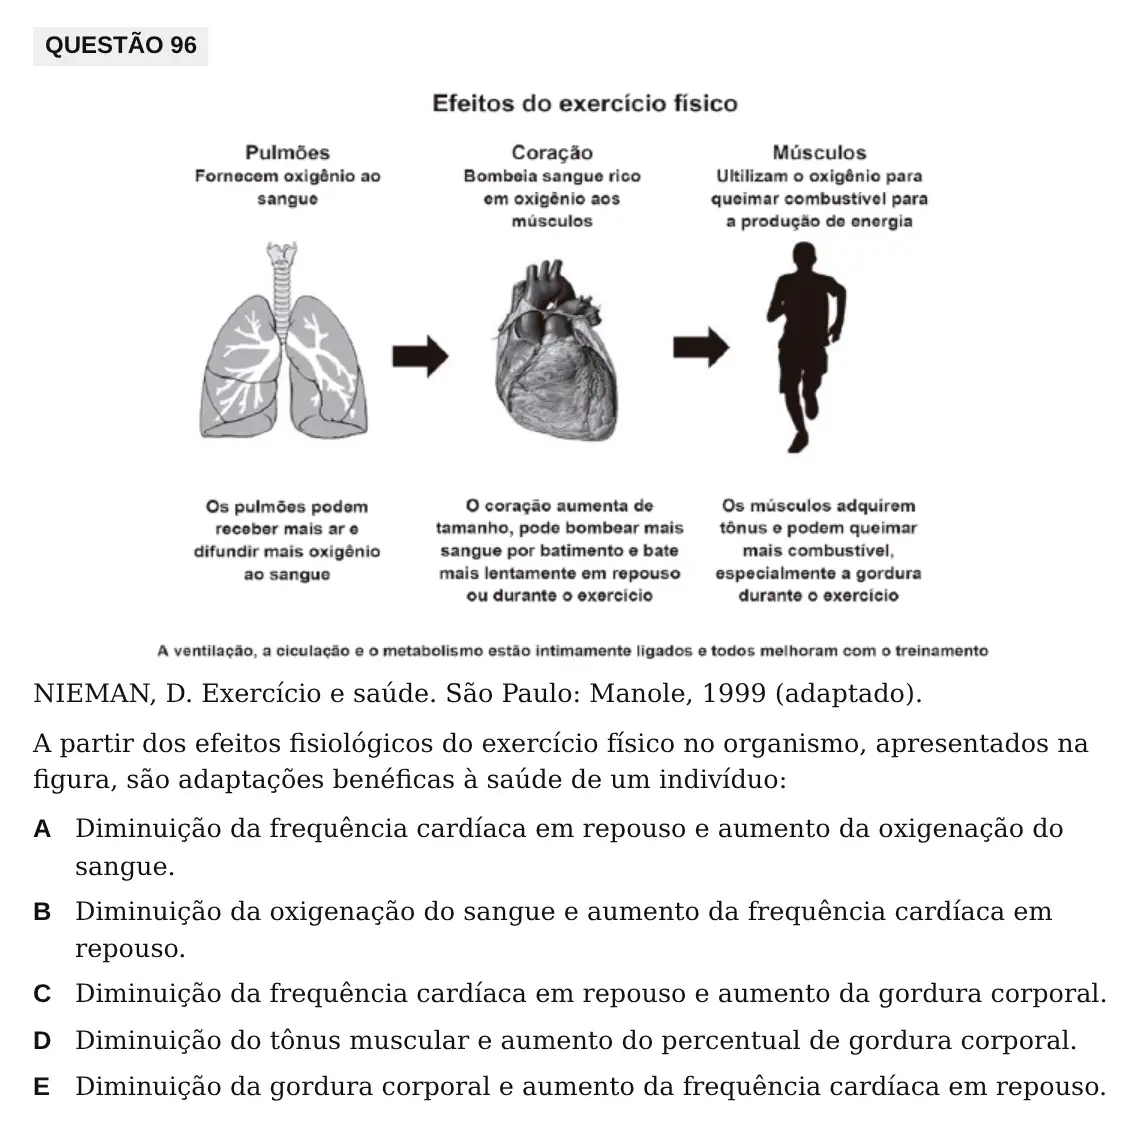 QUESTÃO 96
Efeitos do exercício físico
Pulmões
Fornecem oxigênio ao
sangue
Coração
Bombeia sangue rico
em oxigênio aos
músculos
Músculos
Ultilizam o oxigênio para
queimar combustível para
a produção de energia
Os pulmões podem
receber mais ar e
difundir mais oxigênio
ao sangue
O coração aumenta de
tamanho, pode bombear mais
sangue por batimento e bate
mais lentamente em repouso
ou durante o exercício
Os músculos adquirem
tônus e podem queimar
mais combustível,
especialmente a gordura
durante o exercício
A ventilação, a ciculação e o metabolismo estão intimamente ligados e todos melhoram com o treinamento
NIEMAN, D. Exercício e saúde. São Paulo: Manole, 1999 (adaptado).
A partir dos efeitos fisiológicos do exercício físico no organismo, apresentados na
figura, são adaptações benéficas à saúde de um indivíduo:
A Diminuição da frequência cardíaca em repouso e aumento da oxigenação do
sangue.
B Diminuição da oxigenação do sangue e aumento da frequência cardíaca em
repouso.
C Diminuição da frequência cardíaca em repouso e aumento da gordura corporal.
D Diminuição do tônus muscular e aumento do percentual de gordura corporal.
E Diminuição da gordura corporal e aumento da frequência cardíaca em repouso.